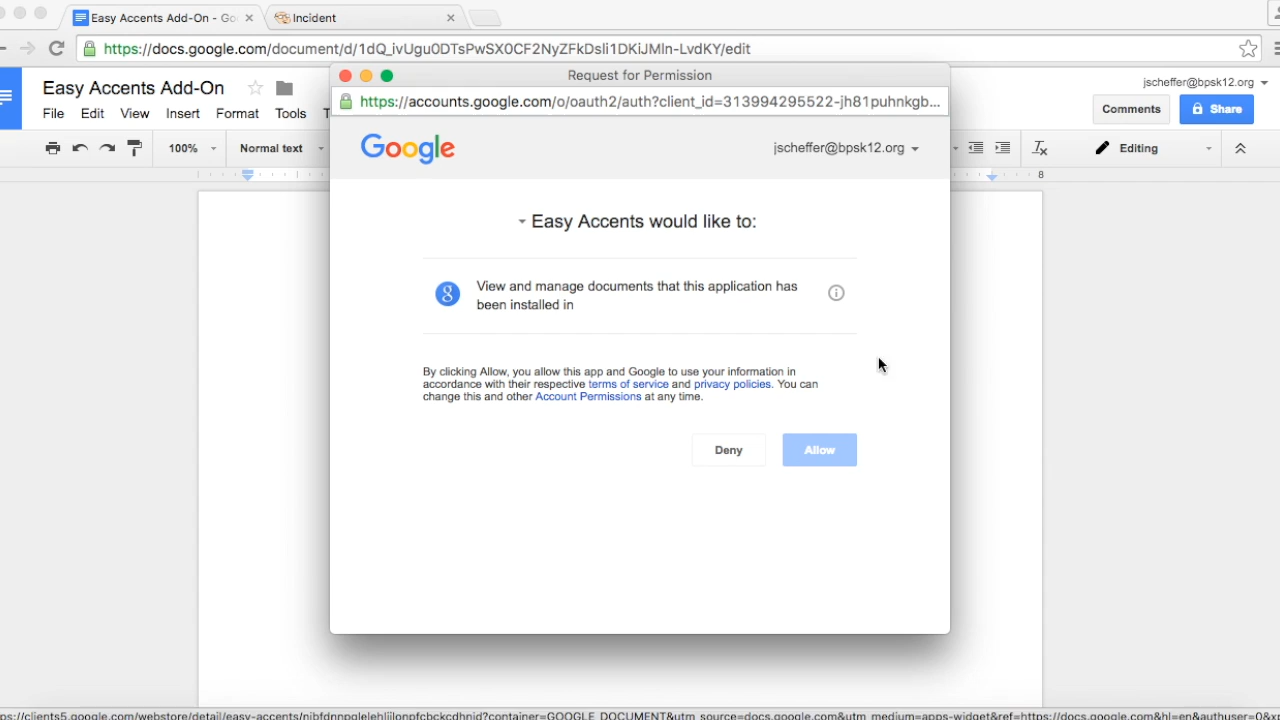 Easy Accents Add-On - Go
Incident
https://docs.google.com/document/d/1dQ_ivUgu0DTsPwSX0CF2NyZFkDsli1DKiJMln-LvdKY/edit
Request for Permission
Easy Accents Add-On
jscheffer@bpsk12.org
https://accounts.google.com/o/oauth2/auth?client_id=313994295522-jh81puhnkgb...
File Edit View Insert Format Tools T
Comments Share
100% Normal text
Google
jscheffer@bpsk12.org
Editing
8
Easy Accents would like to:
View and manage documents that this application has
been installed in
By clicking Allow, you allow this app and Google to use your information in
accordance with their respective terms of service and privacy policies. You can
change this and other Account Permissions at any time.
Deny Allow